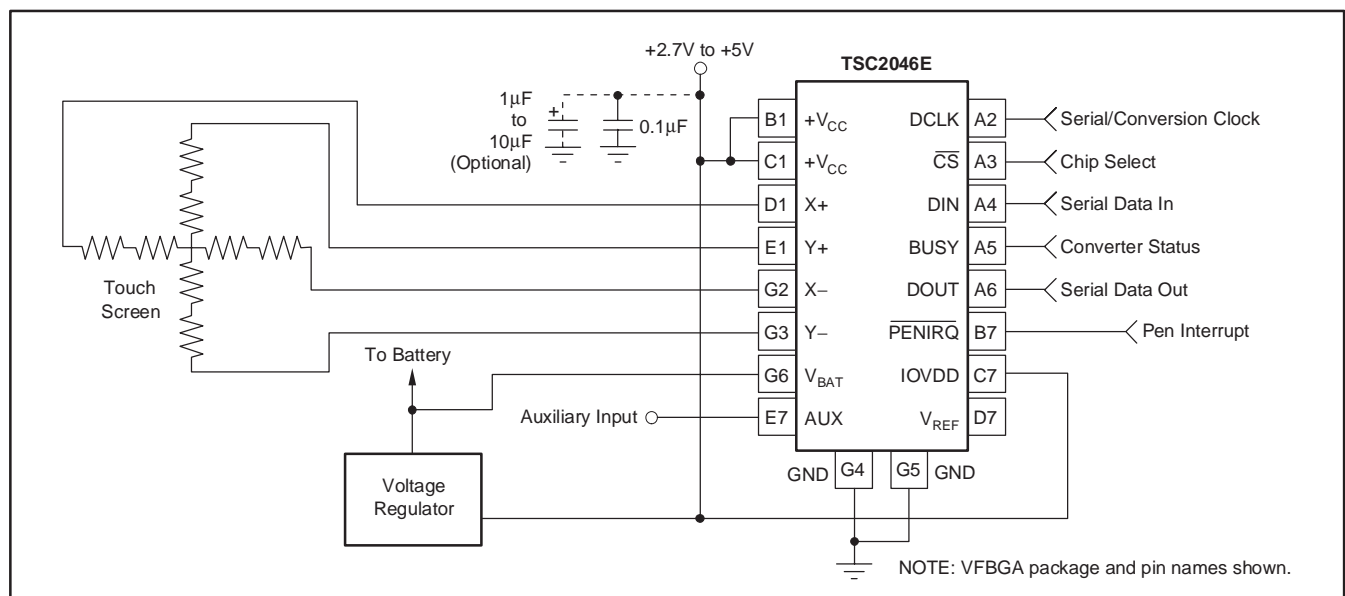 +2.7V to +5V
TSC2046E
1µF
to
10µF
(Optional)
+
0.1µF
B1 +VCC
C1 +VCC
D1 X+
E1 Y+
G2 X−
G3 Y−
G6 VBAT
E7 AUX
DCLK A2 Serial/Conversion Clock
CS A3 Chip Select
DIN A4 Serial Data In
BUSY A5 Converter Status
DOUT A6 Serial Data Out
PENIRQ B7 Pen Interrupt
IOVDD C7
VREF D7
Touch
Screen
To Battery
Auxiliary Input
Voltage
Regulator
GND G4 G5 GND
NOTE: VFBGA package and pin names shown.